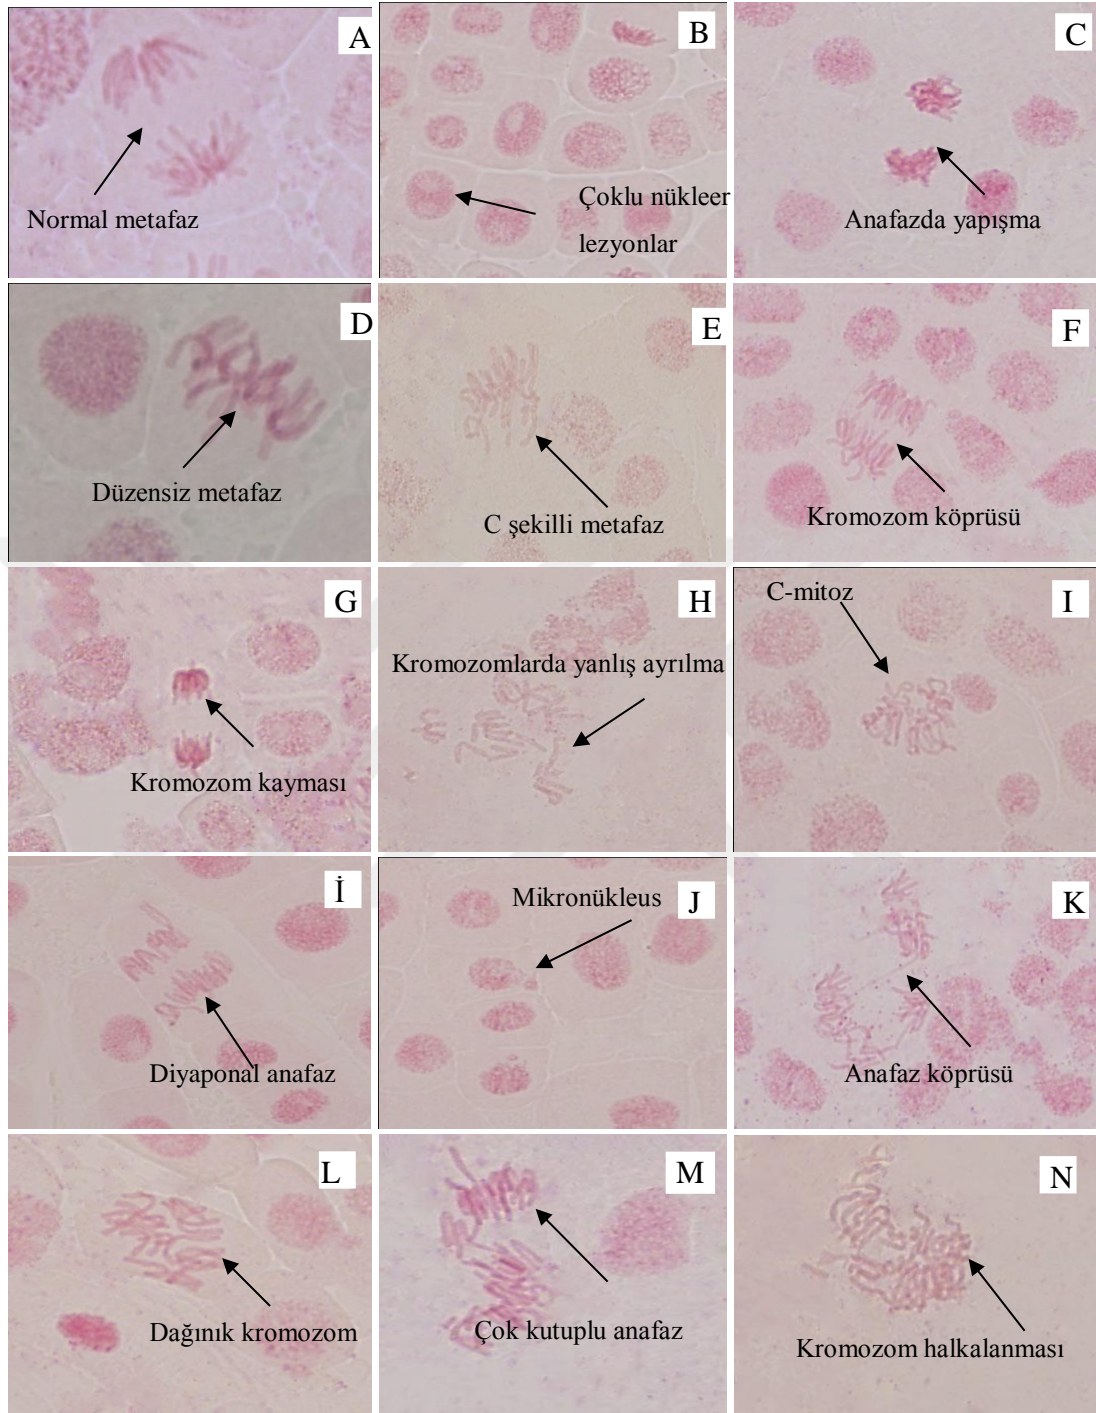 A
Normal metafaz
B
Çoklu nükleer
lezyonlar
C
Anafazda yapışma
D
Düzensiz metafaz
E
C şekilli metafaz
F
Kromozom köprüsü
G
Kromozom kayması
H
Kromozomlarda yanlış ayrılma
C-mitoz
I
İ
Diyaponal anafaz
Mikronükleus
J
K
Anafaz köprüsü
L
Dağınık kromozom
M
Çok kutuplu anafaz
N
Kromozom halkalanması